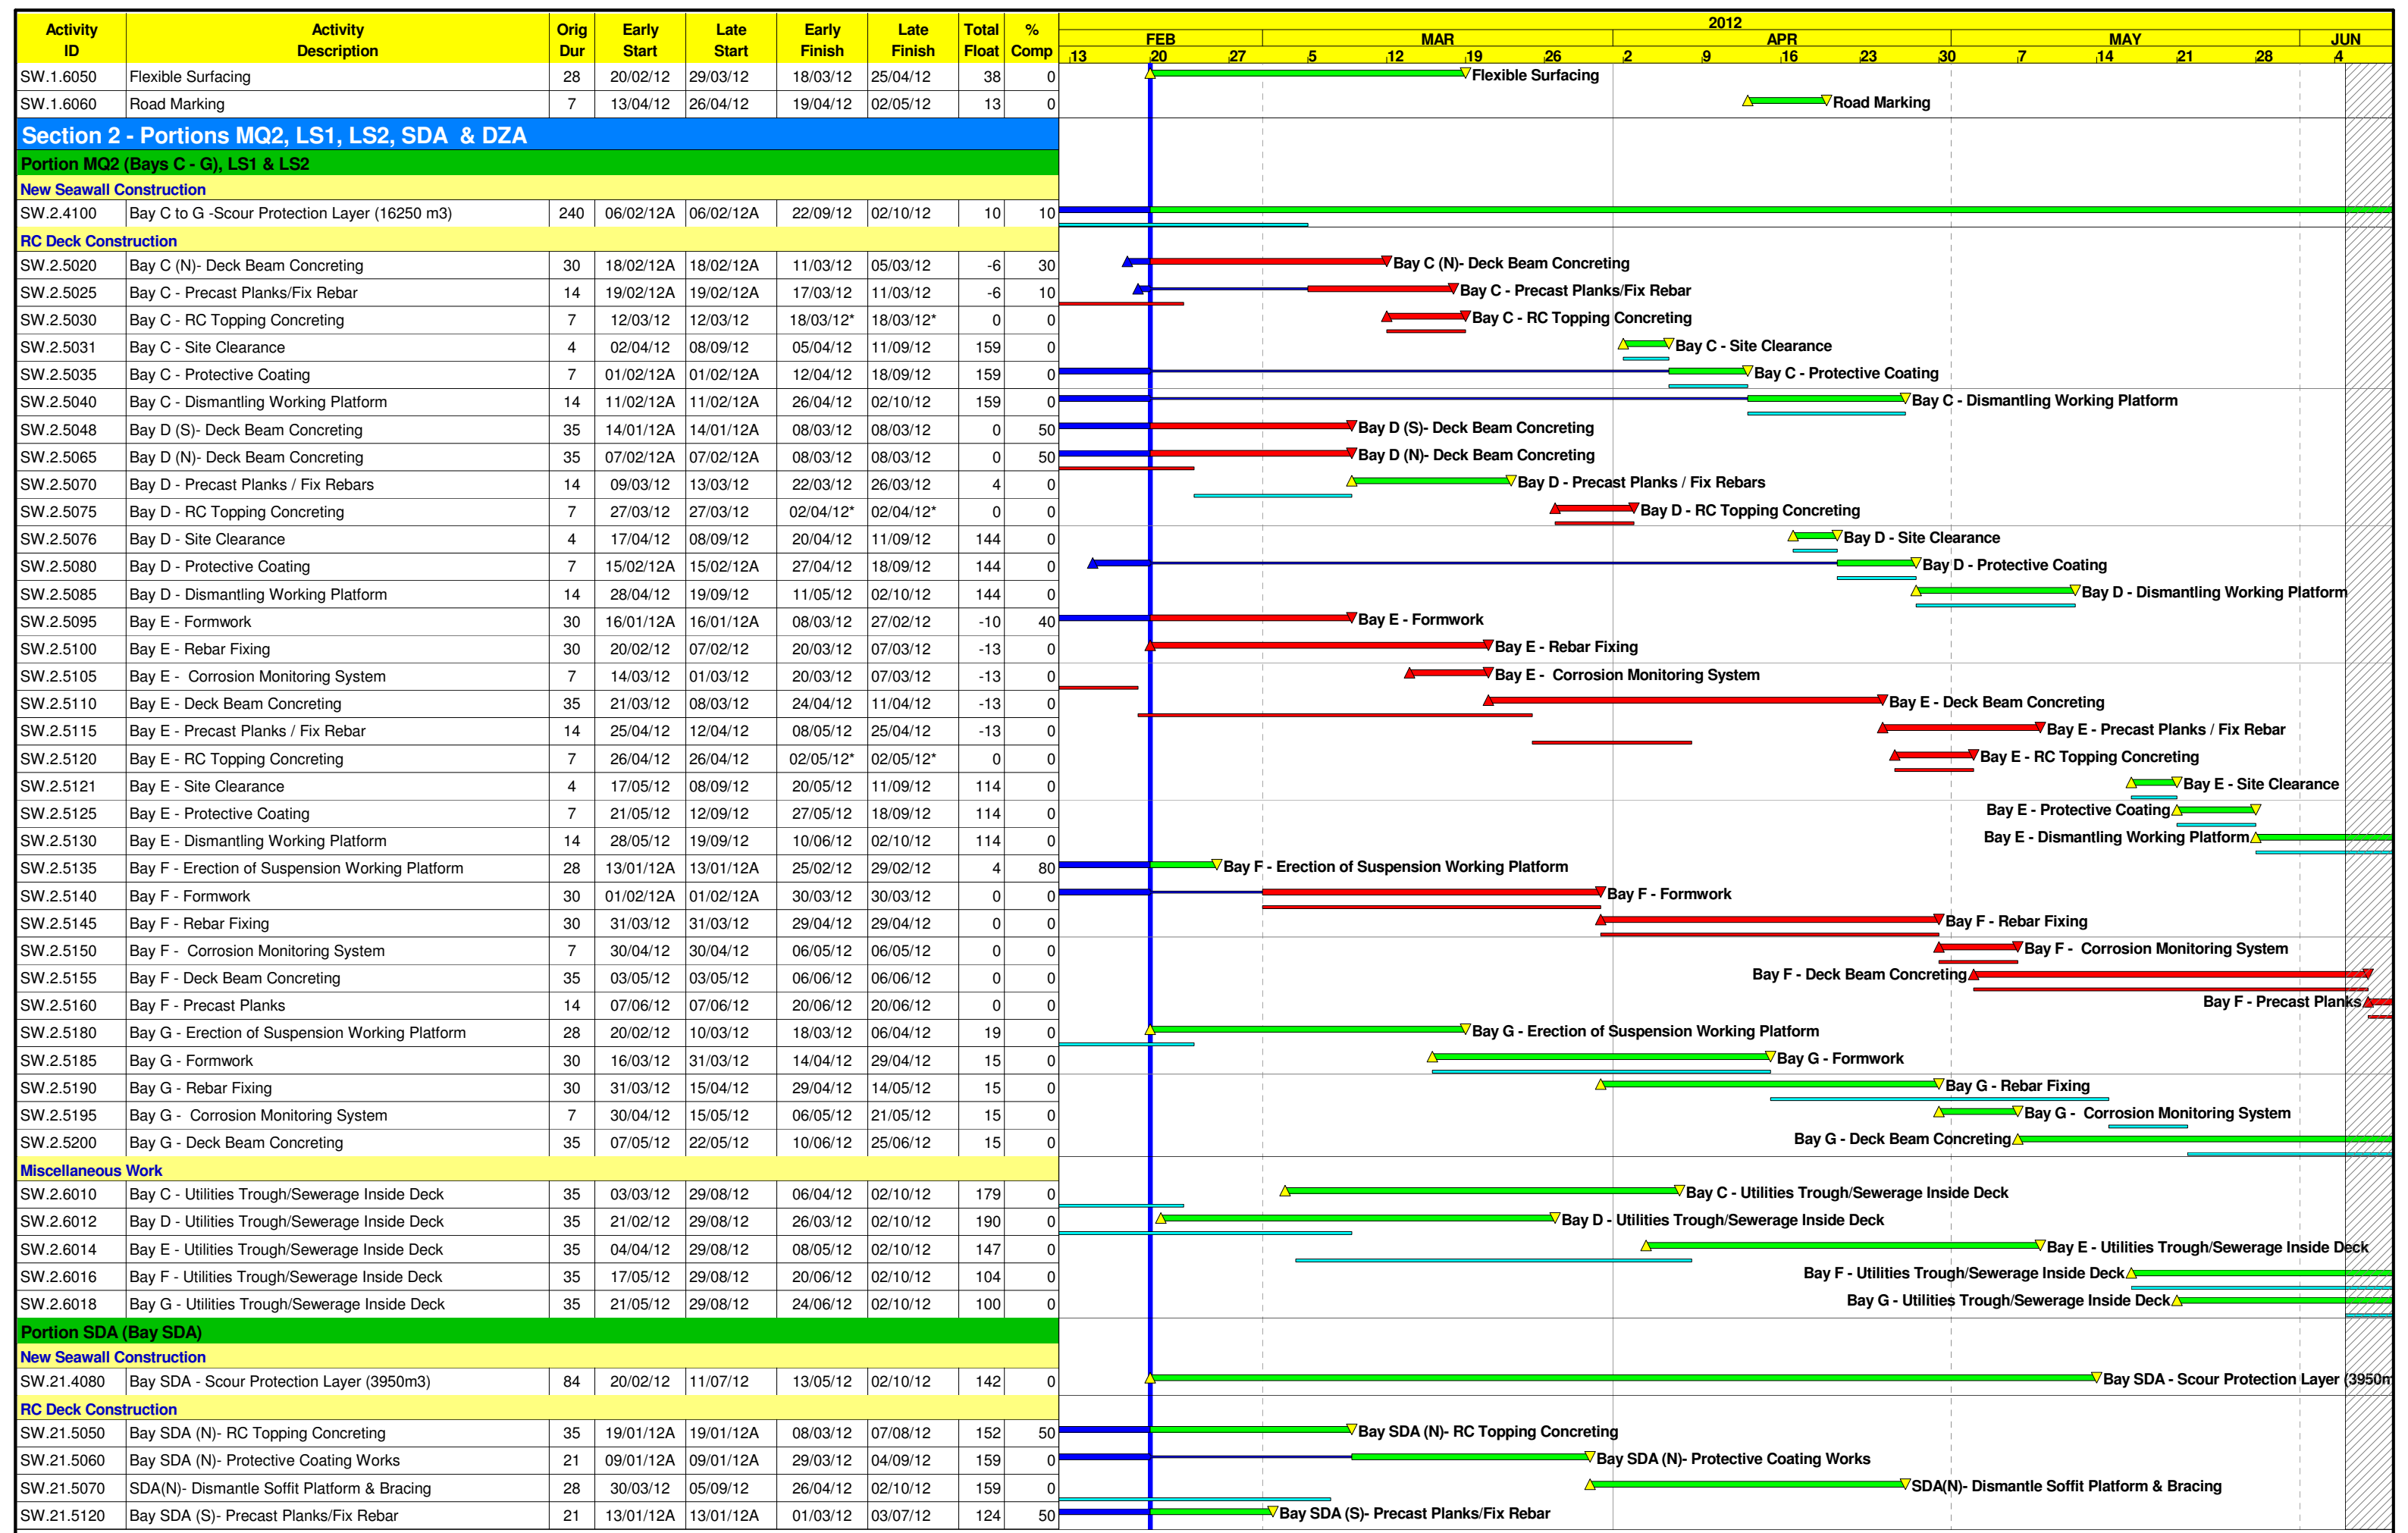 Activity ID Activity Description Orig Dur Early Start Late Start Early Finish Late Finish Total Float % Comp 2012
FEB MAR APR MAY JUN
13 20 27 5 12 19 26 2 9 16 23 30 7 14 21 28 4
SW.1.6050 Flexible Surfacing 28 20/02/12 29/03/12 18/03/12 25/04/12 38 0 Flexible Surfacing
SW.1.6060 Road Marking 7 13/04/12 26/04/12 19/04/12 02/05/12 13 0 Road Marking
Section 2 - Portions MQ2, LS1, LS2, SDA & DZA
Portion MQ2 (Bays C - G), LS1 & LS2
New Seawall Construction
SW.2.4100 Bay C to G -Scour Protection Layer (16250 m3) 240 06/02/12A 06/02/12A 22/09/12 02/10/12 10 10
RC Deck Construction
SW.2.5020 Bay C (N)- Deck Beam Concreting 30 18/02/12A 18/02/12A 11/03/12 05/03/12 -6 30 Bay C (N)- Deck Beam Concreting
SW.2.5025 Bay C - Precast Planks/Fix Rebar 14 19/02/12A 19/02/12A 17/03/12 11/03/12 -6 10 Bay C - Precast Planks/Fix Rebar
SW.2.5030 Bay C - RC Topping Concreting 7 12/03/12 12/03/12 18/03/12* 18/03/12* 0 0 Bay C - RC Topping Concreting
SW.2.5031 Bay C - Site Clearance 4 02/04/12 08/09/12 05/04/12 11/09/12 159 0 Bay C - Site Clearance
SW.2.5035 Bay C - Protective Coating 7 01/02/12A 01/02/12A 12/04/12 18/09/12 159 0 Bay C - Protective Coating
SW.2.5040 Bay C - Dismantling Working Platform 14 11/02/12A 11/02/12A 26/04/12 02/10/12 159 0 Bay C - Dismantling Working Platform
SW.2.5048 Bay D (S)- Deck Beam Concreting 35 14/01/12A 14/01/12A 08/03/12 08/03/12 0 50 Bay D (S)- Deck Beam Concreting
SW.2.5065 Bay D (N)- Deck Beam Concreting 35 07/02/12A 07/02/12A 08/03/12 08/03/12 0 50 Bay D (N)- Deck Beam Concreting
SW.2.5070 Bay D - Precast Planks / Fix Rebars 14 09/03/12 13/03/12 22/03/12 26/03/12 4 0 Bay D - Precast Planks / Fix Rebars
SW.2.5075 Bay D - RC Topping Concreting 7 27/03/12 27/03/12 02/04/12* 02/04/12* 0 0 Bay D - RC Topping Concreting
SW.2.5076 Bay D - Site Clearance 4 17/04/12 08/09/12 20/04/12 11/09/12 144 0 Bay D - Site Clearance
SW.2.5080 Bay D - Protective Coating 7 15/02/12A 15/02/12A 27/04/12 18/09/12 144 0 Bay D - Protective Coating
SW.2.5085 Bay D - Dismantling Working Platform 14 28/04/12 19/09/12 11/05/12 02/10/12 144 0 Bay D - Dismantling Working Platform
SW.2.5095 Bay E - Formwork 30 16/01/12A 16/01/12A 08/03/12 27/02/12 -10 40 Bay E - Formwork
SW.2.5100 Bay E - Rebar Fixing 30 20/02/12 07/02/12 20/03/12 07/03/12 -13 0 Bay E - Rebar Fixing
SW.2.5105 Bay E - Corrosion Monitoring System 7 14/03/12 01/03/12 20/03/12 07/03/12 -13 0 Bay E - Corrosion Monitoring System
SW.2.5110 Bay E - Deck Beam Concreting 35 21/03/12 08/03/12 24/04/12 11/04/12 -13 0 Bay E - Deck Beam Concreting
SW.2.5115 Bay E - Precast Planks / Fix Rebar 14 25/04/12 12/04/12 08/05/12 25/04/12 -13 0 Bay E - Precast Planks / Fix Rebar
SW.2.5120 Bay E - RC Topping Concreting 7 26/04/12 26/04/12 02/05/12* 02/05/12* 0 0 Bay E - RC Topping Concreting
SW.2.5121 Bay E - Site Clearance 4 17/05/12 08/09/12 20/05/12 11/09/12 114 0 Bay E - Site Clearance
SW.2.5125 Bay E - Protective Coating 7 21/05/12 12/09/12 27/05/12 18/09/12 114 0 Bay E - Protective Coating
SW.2.5130 Bay E - Dismantling Working Platform 14 28/05/12 19/09/12 10/06/12 02/10/12 114 0 Bay E - Dismantling Working Platform
SW.2.5135 Bay F - Erection of Suspension Working Platform 28 13/01/12A 13/01/12A 25/02/12 29/02/12 4 80 Bay F - Erection of Suspension Working Platform
SW.2.5140 Bay F - Formwork 30 01/02/12A 01/02/12A 30/03/12 30/03/12 0 0 Bay F - Formwork
SW.2.5145 Bay F - Rebar Fixing 30 31/03/12 31/03/12 29/04/12 29/04/12 0 0 Bay F - Rebar Fixing
SW.2.5150 Bay F - Corrosion Monitoring System 7 30/04/12 30/04/12 06/05/12 06/05/12 0 0 Bay F - Corrosion Monitoring System
SW.2.5155 Bay F - Deck Beam Concreting 35 03/05/12 03/05/12 06/06/12 06/06/12 0 0 Bay F - Deck Beam Concreting
SW.2.5160 Bay F - Precast Planks 14 07/06/12 07/06/12 20/06/12 20/06/12 0 0 Bay F - Precast Planks
SW.2.5180 Bay G - Erection of Suspension Working Platform 28 20/02/12 10/03/12 18/03/12 06/04/12 19 0 Bay G - Erection of Suspension Working Platform
SW.2.5185 Bay G - Formwork 30 16/03/12 31/03/12 14/04/12 29/04/12 15 0 Bay G - Formwork
SW.2.5190 Bay G - Rebar Fixing 30 31/03/12 15/04/12 29/04/12 14/05/12 15 0 Bay G - Rebar Fixing
SW.2.5195 Bay G - Corrosion Monitoring System 7 30/04/12 15/05/12 06/05/12 21/05/12 15 0 Bay G - Corrosion Monitoring System
SW.2.5200 Bay G - Deck Beam Concreting 35 07/05/12 22/05/12 10/06/12 25/06/12 15 0 Bay G - Deck Beam Concreting
Miscellaneous Work
SW.2.6010 Bay C - Utilities Trough/Sewerage Inside Deck 35 03/03/12 29/08/12 06/04/12 02/10/12 179 0 Bay C - Utilities Trough/Sewerage Inside Deck
SW.2.6012 Bay D - Utilities Trough/Sewerage Inside Deck 35 21/02/12 29/08/12 26/03/12 02/10/12 190 0 Bay D - Utilities Trough/Sewerage Inside Deck
SW.2.6014 Bay E - Utilities Trough/Sewerage Inside Deck 35 04/04/12 29/08/12 08/05/12 02/10/12 147 0 Bay E - Utilities Trough/Sewerage Inside Deck
SW.2.6016 Bay F - Utilities Trough/Sewerage Inside Deck 35 17/05/12 29/08/12 20/06/12 02/10/12 104 0 Bay F - Utilities Trough/Sewerage Inside Deck
SW.2.6018 Bay G - Utilities Trough/Sewerage Inside Deck 35 21/05/12 29/08/12 24/06/12 02/10/12 100 0 Bay G - Utilities Trough/Sewerage Inside Deck
Portion SDA (Bay SDA)
New Seawall Construction
SW.21.4080 Bay SDA - Scour Protection Layer (3950m3) 84 20/02/12 11/07/12 13/05/12 02/10/12 142 0 Bay SDA - Scour Protection Layer (3950m
RC Deck Construction
SW.21.5050 Bay SDA (N)- RC Topping Concreting 35 19/01/12A 19/01/12A 08/03/12 07/08/12 152 50 Bay SDA (N)- RC Topping Concreting
SW.21.5060 Bay SDA (N)- Protective Coating Works 21 09/01/12A 09/01/12A 29/03/12 04/09/12 159 0 Bay SDA (N)- Protective Coating Works
SW.21.5070 SDA(N)- Dismantle Soffit Platform & Bracing 28 30/03/12 05/09/12 26/04/12 02/10/12 159 0 SDA(N)- Dismantle Soffit Platform & Bracing
SW.21.5120 Bay SDA (S)- Precast Planks/Fix Rebar 21 13/01/12A 13/01/12A 01/03/12 03/07/12 124 50 Bay SDA (S)- Precast Planks/Fix Rebar